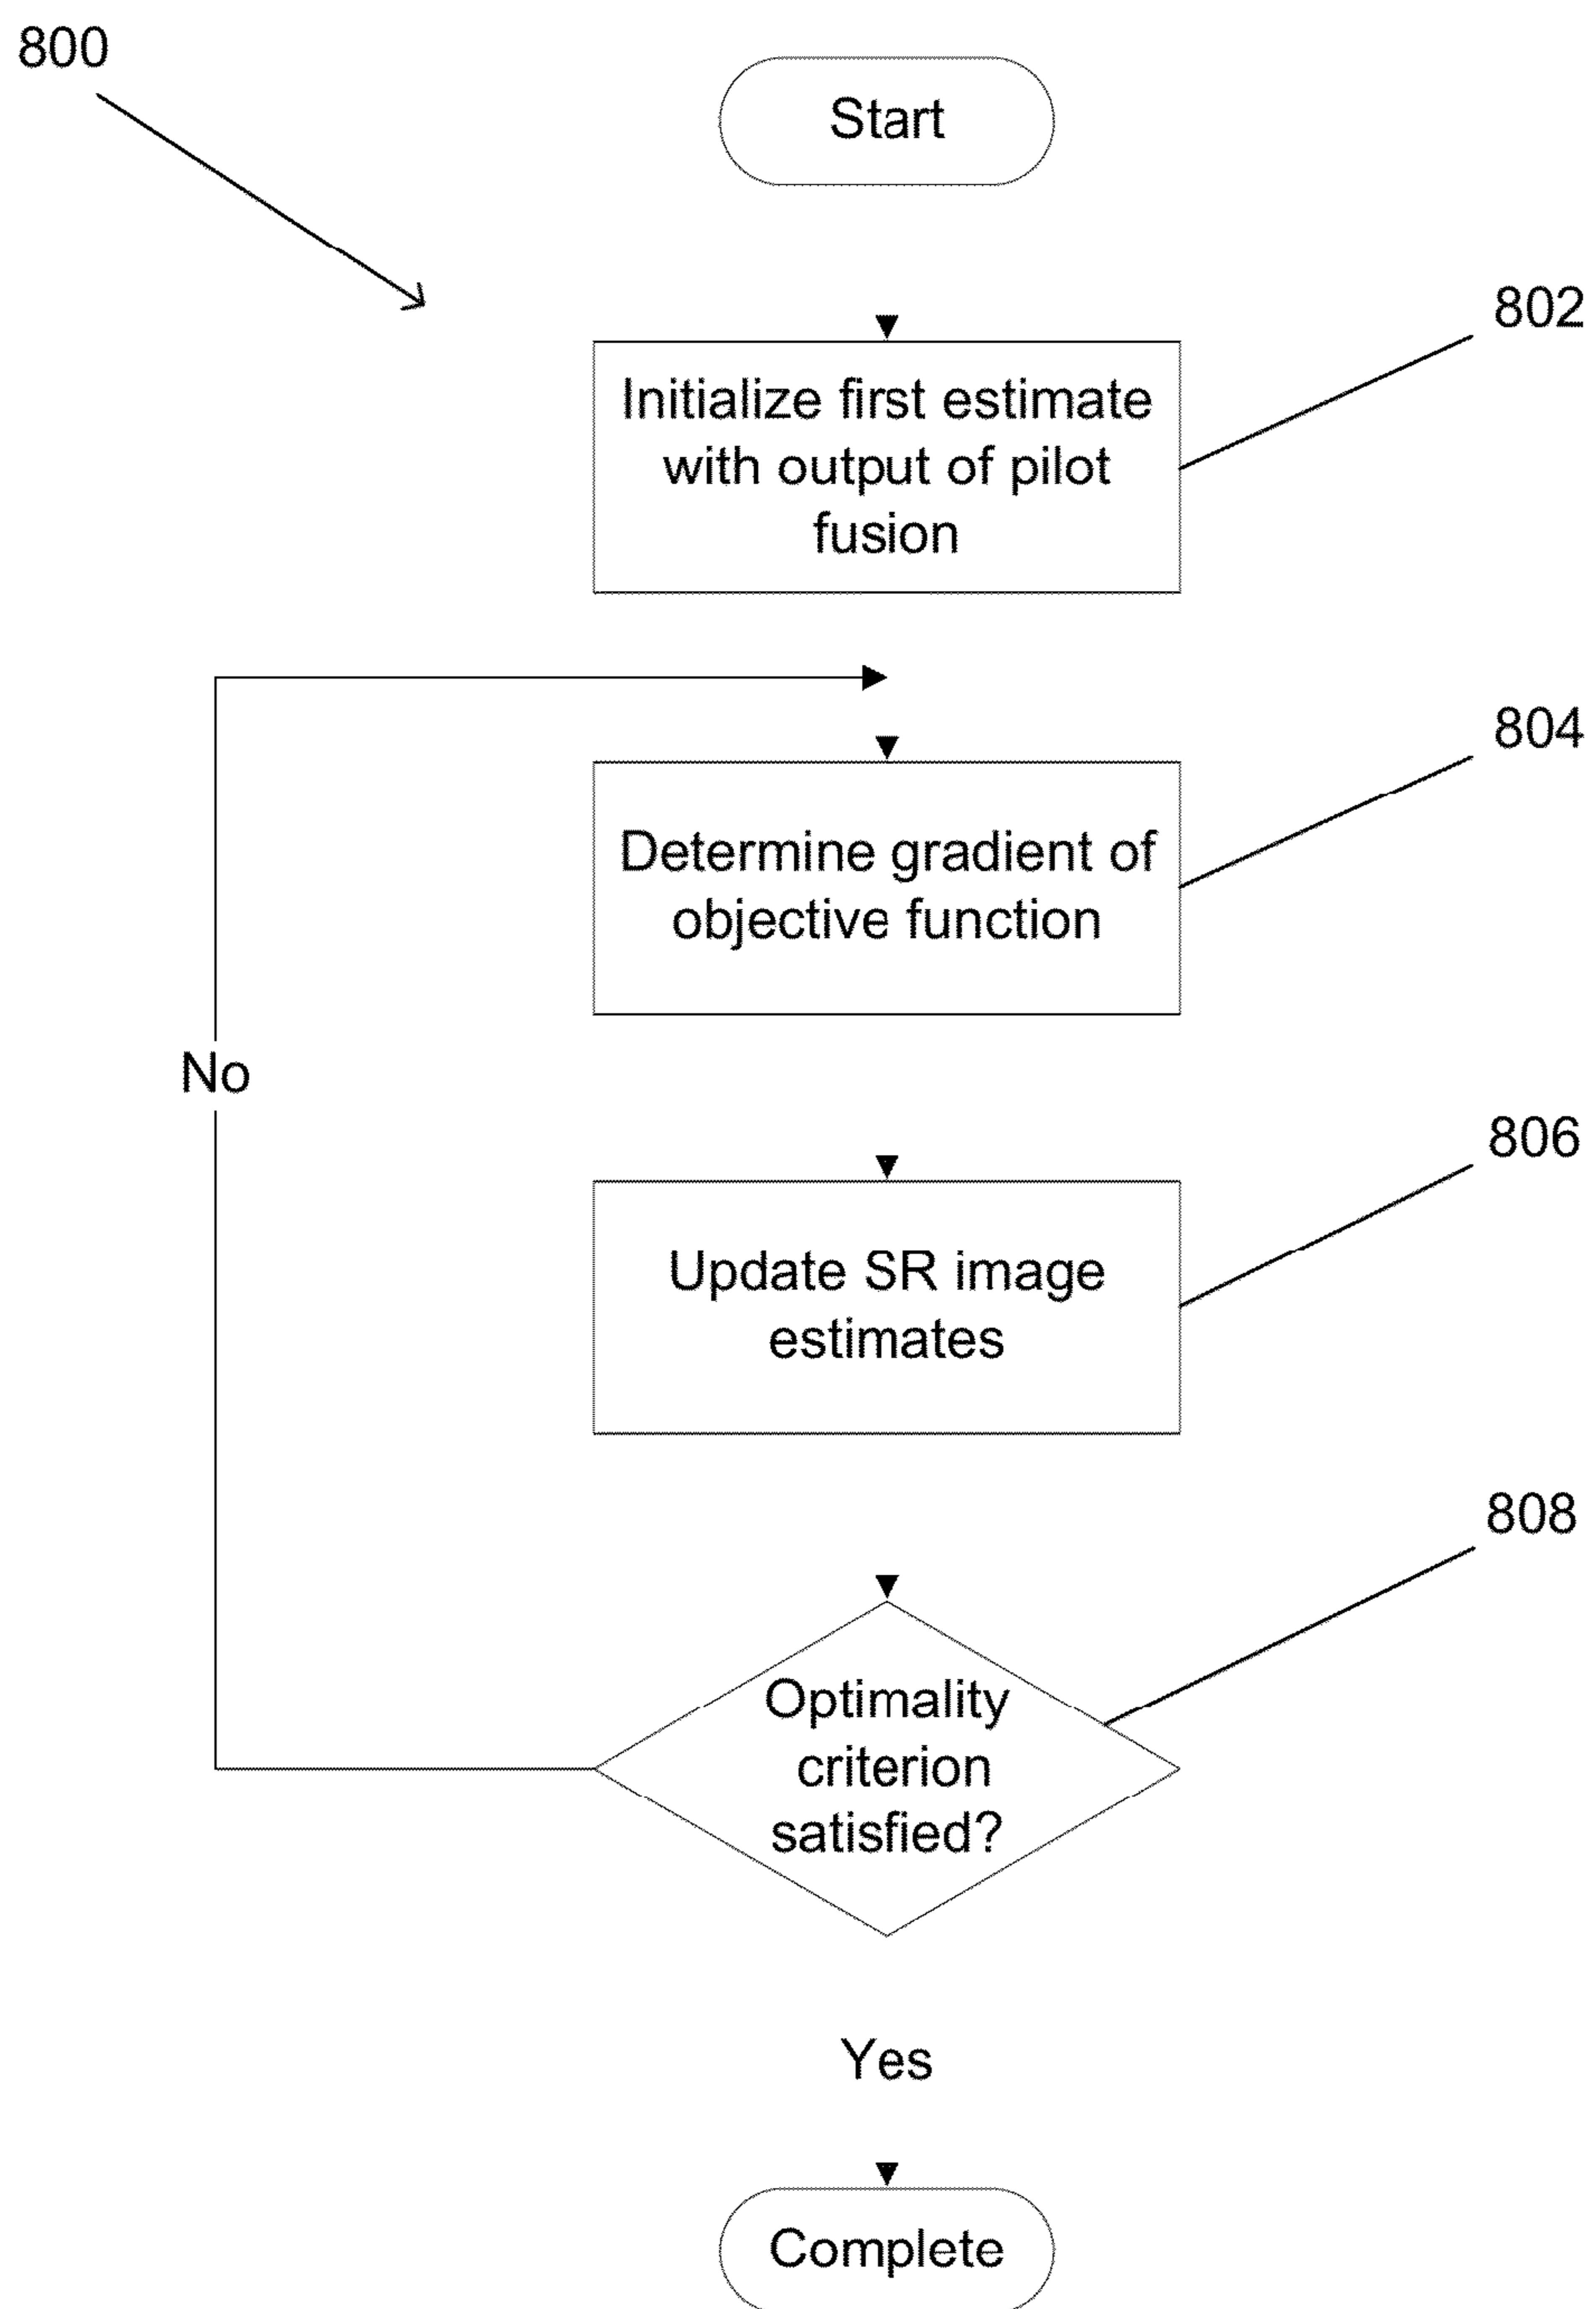 800
Start
802
Initialize first estimate
with output of pilot
fusion
804
Determine gradient of
objective function
No
806
Update SR image
estimates
808
Optimality
criterion
satisfied?
Yes
Complete